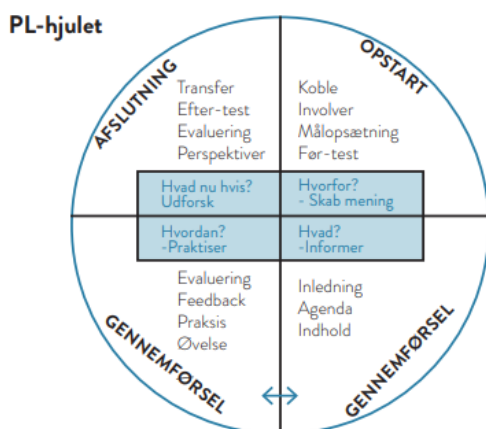 PL-hjulet
AFSLUTNING
OPSTART
Transfer
Efter-test
Evaluering
Perspektiver
Koble
Involver
Målopsætning
Før-test
Hvad nu hvis?
Udforsk
Hvorfor?
- Skab mening
Hvordan?
-Praktiser
Hvad?
-Informer
Evaluering
Feedback
Praksis
Øvelse
Inledning
Agenda
Indhold
GENNEMFØRSEL
GENNEMFØRSEL